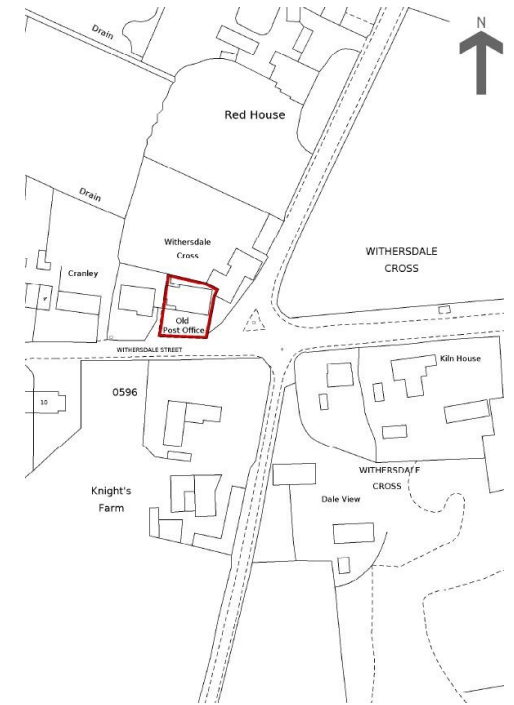 N
Drain
Red House
Drain
Withersdale
Cross
WITHERSDALE
CROSS
Cranley
Old
Post Office
WITHERSDALE STREET
Kiln House
10
0596
WITHERSDALE
CROSS
Knight's
Farm
Dale View